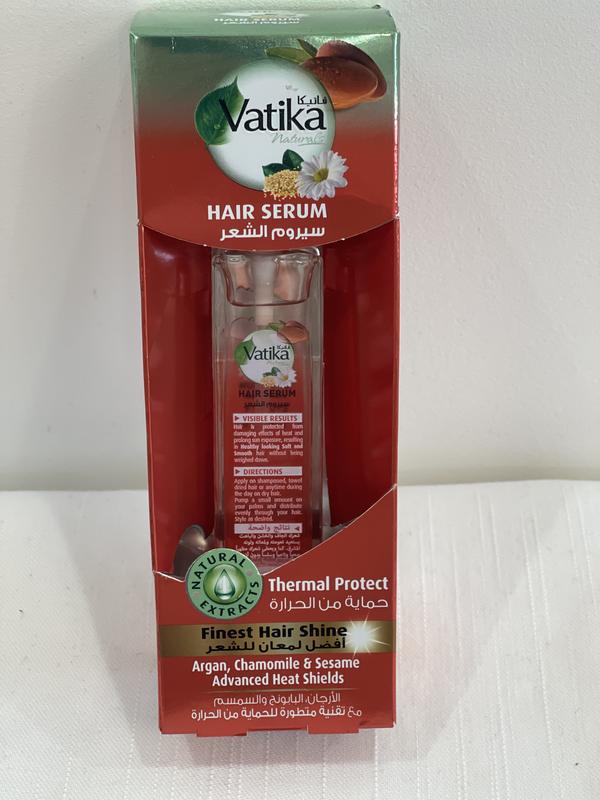 HAIR SERUM
فاتيكا
Vatika
Naturals
HAIR SERUM
سيروم الشعر
فاتيكا
Vatika
Naturals
HAIR SERUM
سيروم الشعر
VISIBLE RESULTS
Hair is protected from
damaging effects of heat and
prolong sun exposure, resulting
in Healthy looking Soft and
Smooth hair without being
weighed down.
DIRECTIONS
Apply on shampooed, towel
dried hair or anytime during
the day on dry hair.
Pump a small amount on
your palms and distribute
evenly through your hair.
Style as desired.
نتائج واضحة
NATURAL
EXTRACTS
Thermal Protect
حماية من الحرارة
Finest Hair Shine
أفضل لمعان للشعر
Argan, Chamomile & Sesame
Advanced Heat Shields
الأرجان، البابونج والسمسم
مع تقنية متطورة للحماية من الحرارة